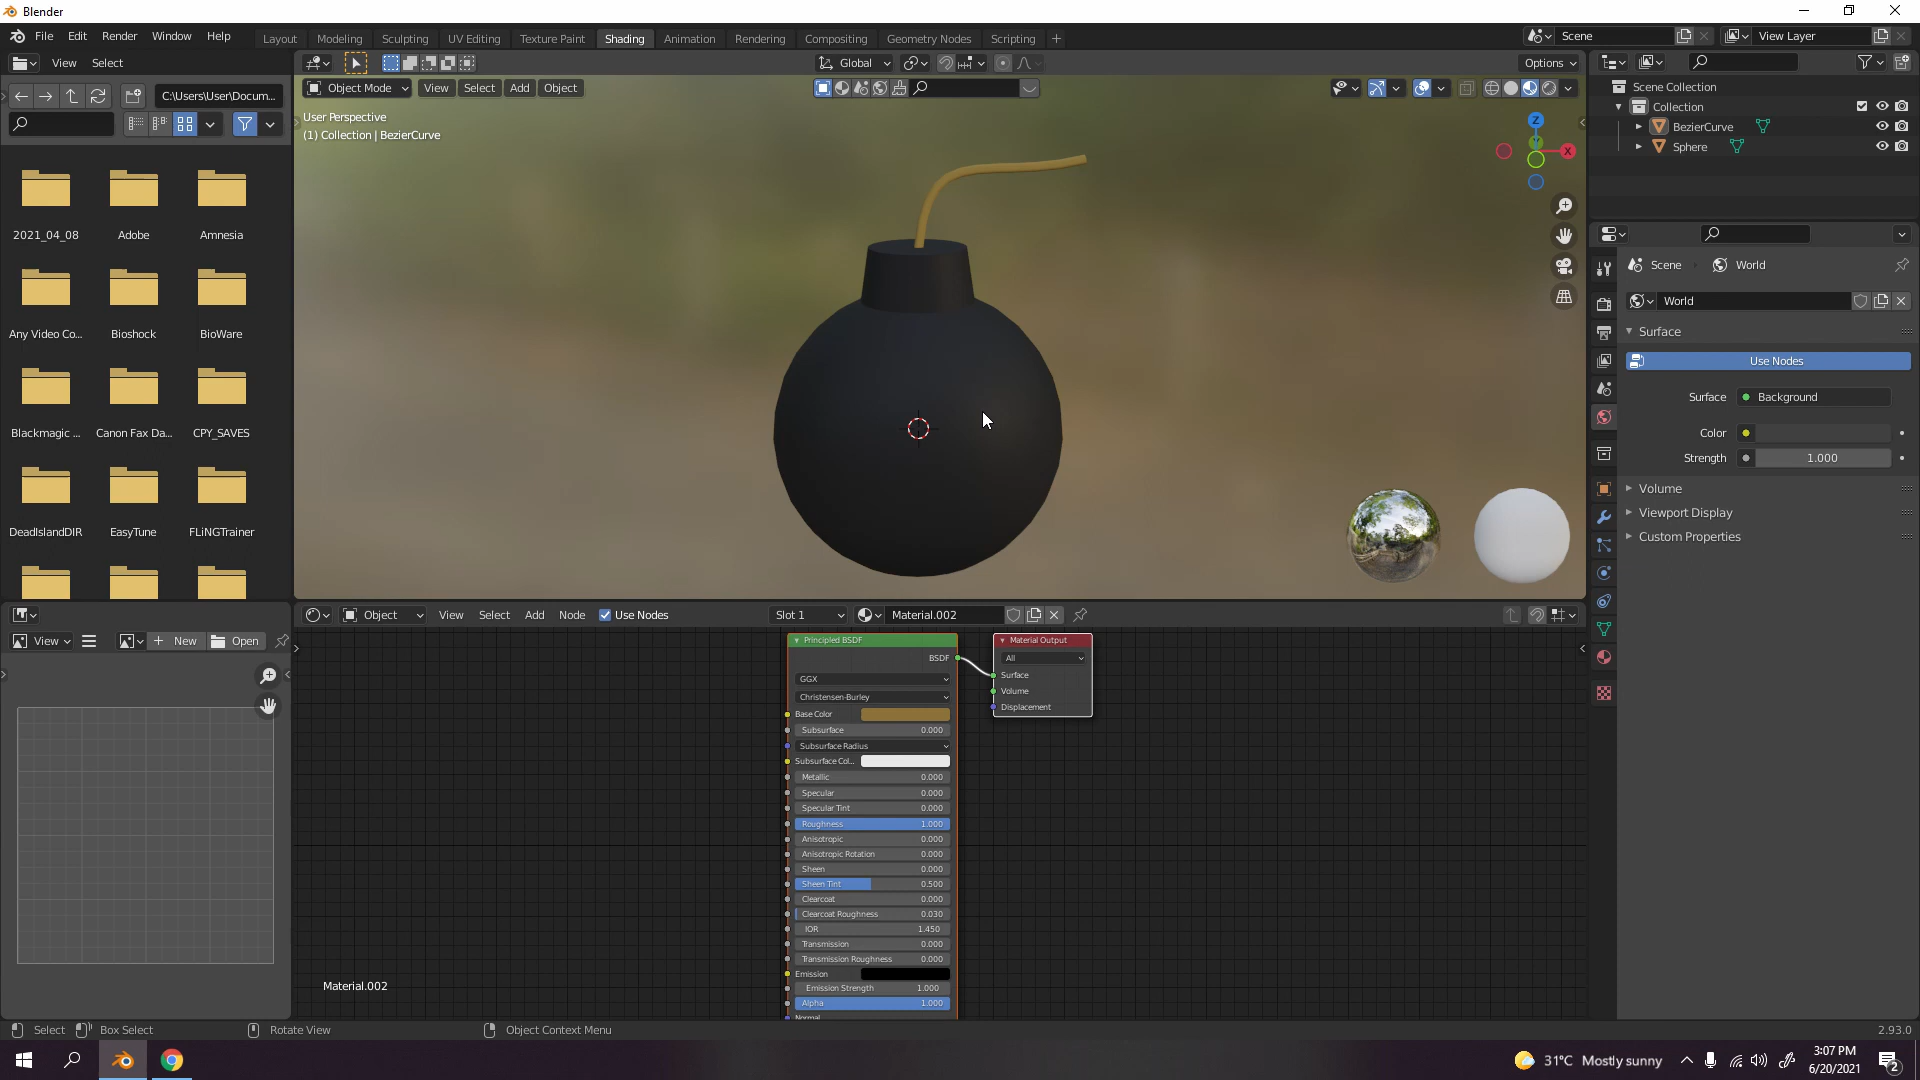 Blender
File Edit Render Window Help
Layout Modeling Sculpting UV Editing Texture Paint Shading Animation Rendering Compositing Geometry Nodes Scripting +
Scene
View Layer
View Select
Global
Options
C:\Users\User\Docum...
Object Mode View Select Add Object
User Perspective
(1) Collection | BezierCurve
Z
X
Scene Collection
Collection
BezierCurve
Sphere
2021_04_08 Adobe Amnesia
Any Video Co... Bioshock BioWare
Blackmagic ... Canon Fax Da... CPY_SAVES
DeadIslandDIR EasyTune FLiNGTrainer
Scene World
World
Surface
Use Nodes
Surface Background
Color
Strength 1.000
Volume
Viewport Display
Custom Properties
View New Open
Object View Select Add Node Use Nodes Slot 1 Material.002
Principled BSDF
BSDF
GGX
Christensen-Burley
Base Color
Subsurface 0.000
Subsurface Radius
Subsurface Col...
Metallic 0.000
Specular 0.000
Specular Tint 0.000
Roughness 1.000
Anisotropic 0.000
Anisotropic Rotation 0.000
Sheen 0.000
Sheen Tint 0.500
Clearcoat 0.000
Clearcoat Roughness 0.030
IOR 1.450
Transmission 0.000
Transmission Roughness 0.000
Emission
Emission Strength 1.000
Alpha 1.000
Normal
Material Output
All
Surface
Volume
Displacement
Material.002
Select Box Select Rotate View Object Context Menu
2.93.0
31°C Mostly sunny
3:07 PM
6/20/2021
2